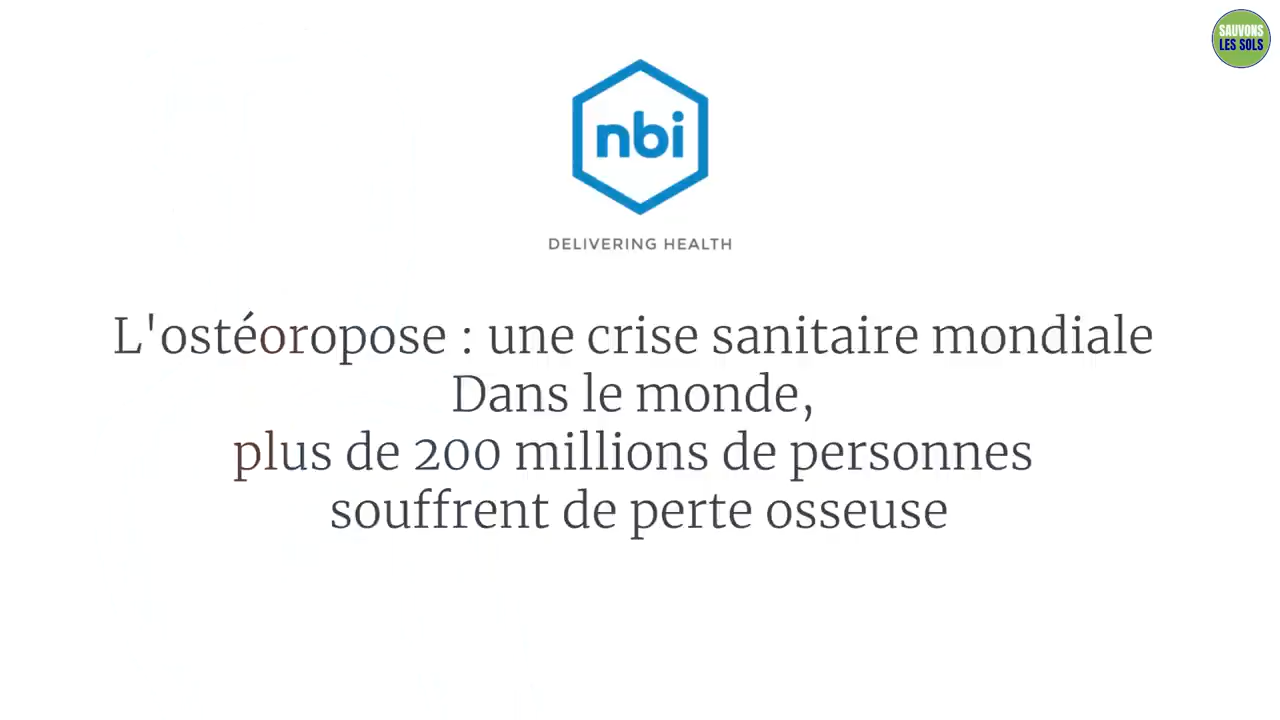 SAUVONS
LES SOLS
nbi
DELIVERING HEALTH
L'ostéoropose : une crise sanitaire mondiale
Dans le monde,
plus de 200 millions de personnes
souffrent de perte osseuse